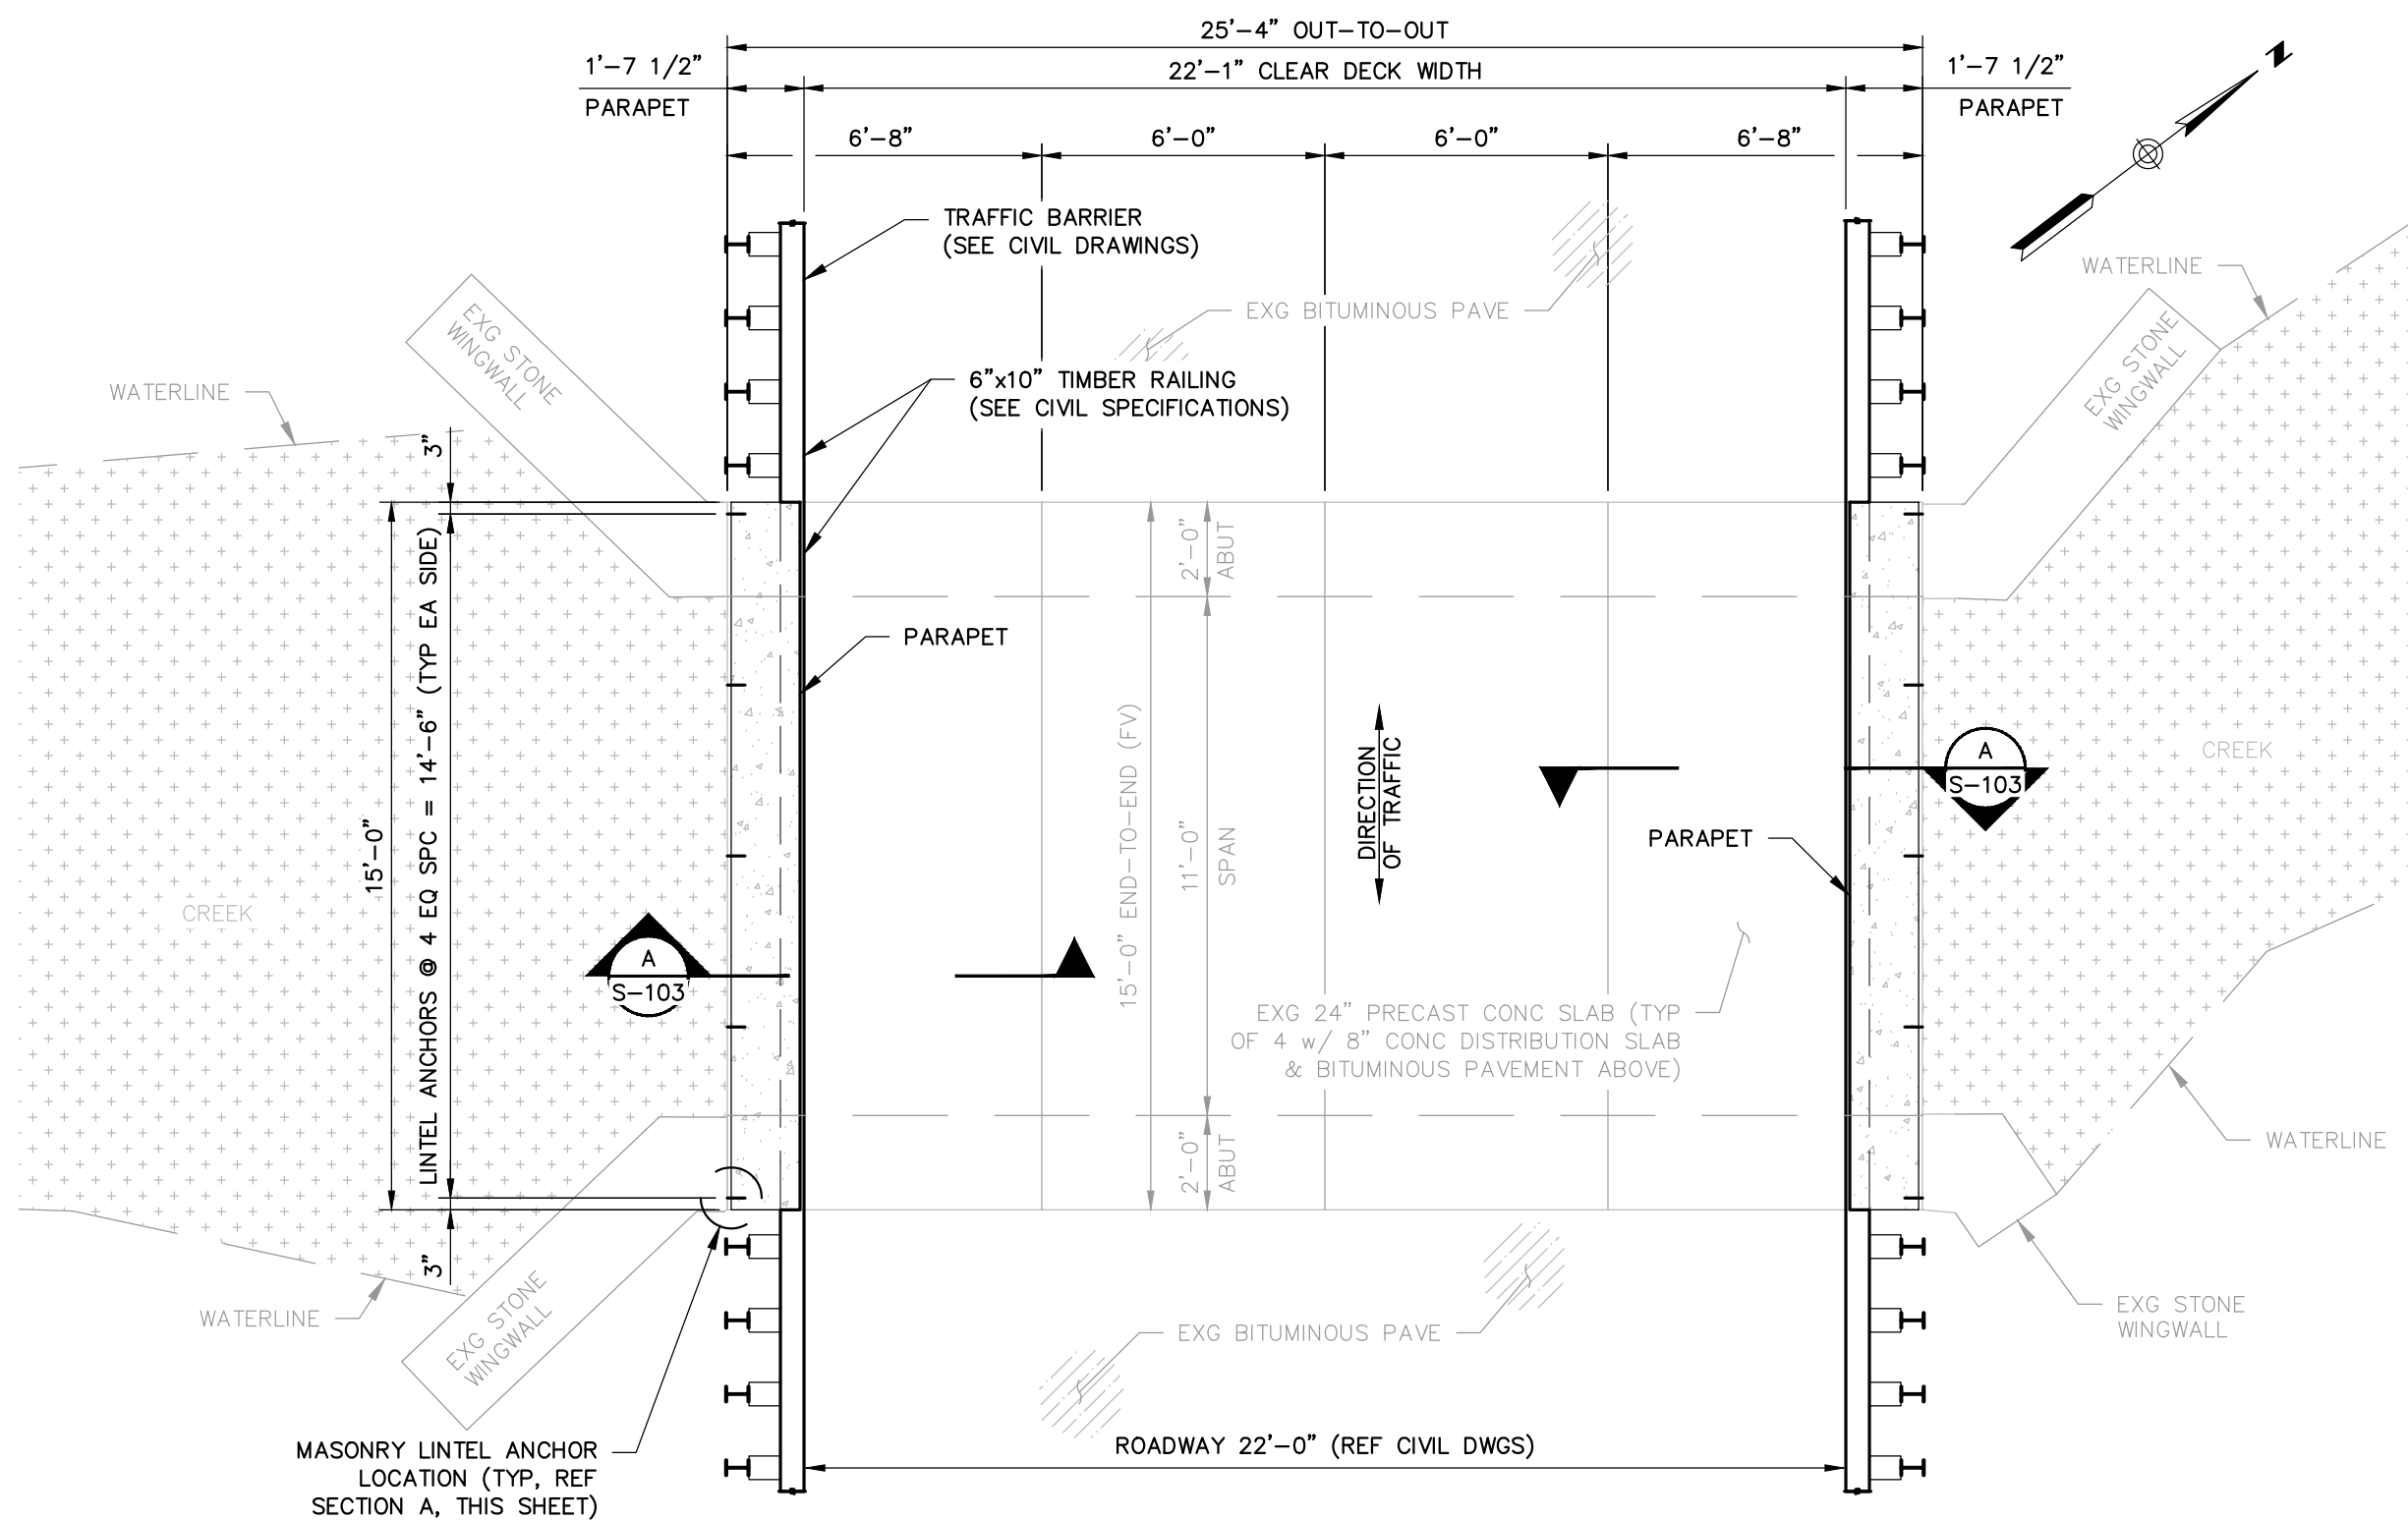 25'-4" OUT-TO-OUT
1'-7 1/2"
PARAPET
22'-1" CLEAR DECK WIDTH
1'-7 1/2"
PARAPET
N
6'-8"
6'-0"
6'-0"
6'-8"
TRAFFIC BARRIER
(SEE CIVIL DRAWINGS)
WATERLINE
EXG BITUMINOUS PAVE
EXG STONE
WINGWALL
EXG STONE
WINGWALL
WATERLINE
6"x10" TIMBER RAILING
(SEE CIVIL SPECIFICATIONS)
3"
2'-0"
ABUT
PARAPET
15'-0"
LINTEL ANCHORS @ 4 EQ SPC = 14'-6" (TYP EA SIDE)
15'-0" END-TO-END (FV)
11'-0"
SPAN
DIRECTION
OF TRAFFIC
A
S-103
CREEK
PARAPET
CREEK
A
S-103
EXG 24" PRECAST CONC SLAB (TYP
OF 4 w/ 8" CONC DISTRIBUTION SLAB
& BITUMINOUS PAVEMENT ABOVE)
2'-0"
ABUT
WATERLINE
3"
WATERLINE
EXG STONE
WINGWALL
EXG BITUMINOUS PAVE
EXG STONE
WINGWALL
MASONRY LINTEL ANCHOR
LOCATION (TYP, REF
SECTION A, THIS SHEET)
ROADWAY 22'-0" (REF CIVIL DWGS)